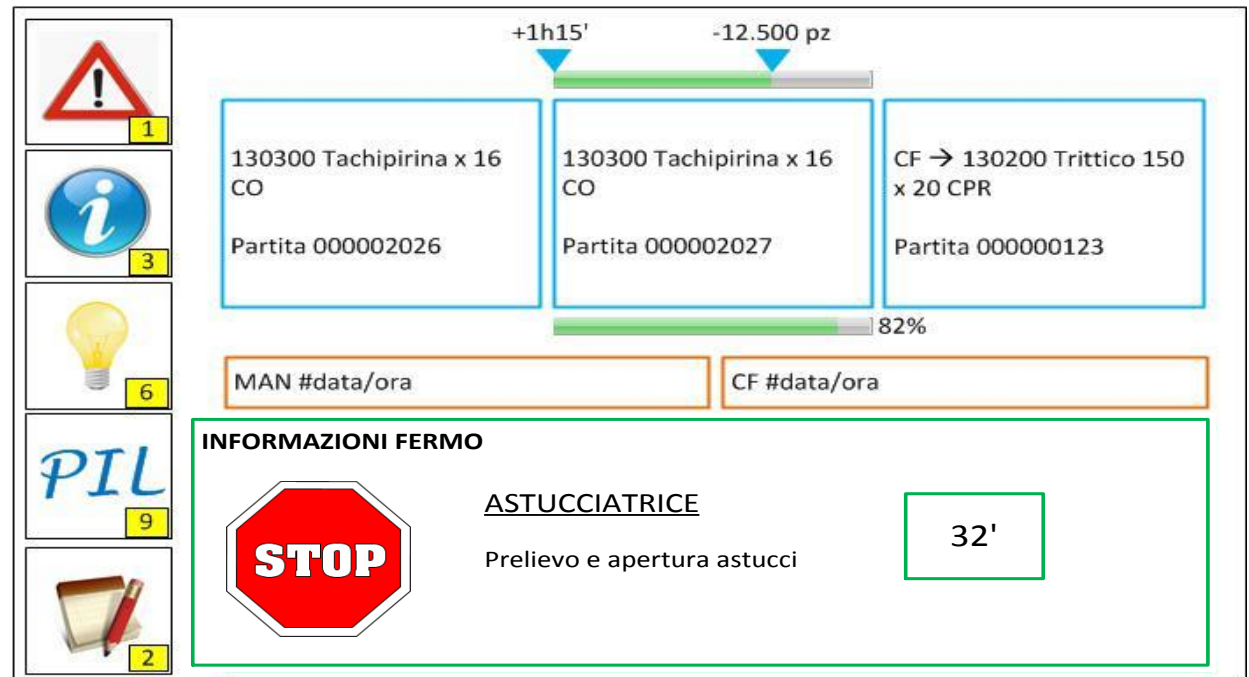 +1h15'
-12.500 pz
1
130300 Tachipirina x 16
CO
Partita 000002026
130300 Tachipirina x 16
CO
Partita 000002027
CF → 130200 Trittico 150
x 20 CPR
Partita 000000123
3
82%
6
MAN #data/ora
CF #data/ora
INFORMAZIONI FERMO
PIL
9
STOP
ASTUCCIATRICE
Prelievo e apertura astucci
32'
2